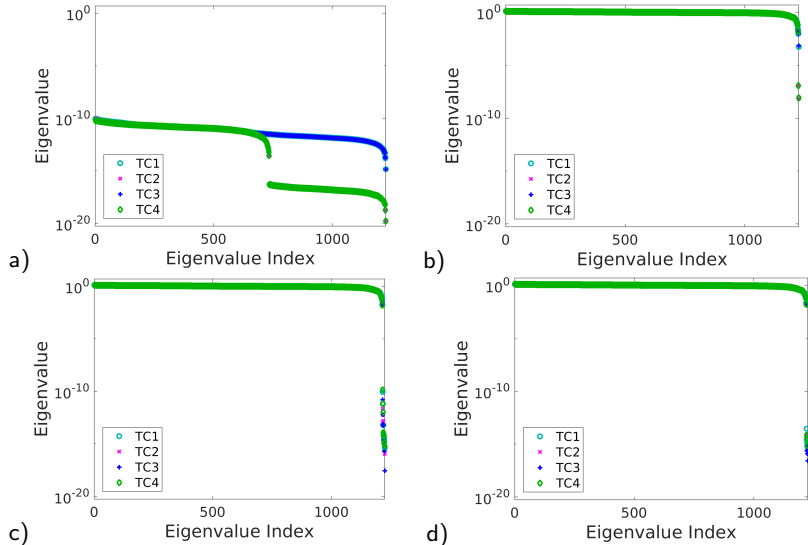 10^0
10^-10
10^-20
Eigenvalue
TC1
TC2
TC3
TC4
0
500
1000
Eigenvalue Index
a)
10^0
10^-10
10^-20
Eigenvalue
TC1
TC2
TC3
TC4
0
500
1000
Eigenvalue Index
b)
10^0
10^-10
10^-20
Eigenvalue
TC1
TC2
TC3
TC4
0
500
1000
Eigenvalue Index
c)
10^0
10^-10
10^-20
Eigenvalue
TC1
TC2
TC3
TC4
0
500
1000
Eigenvalue Index
d)